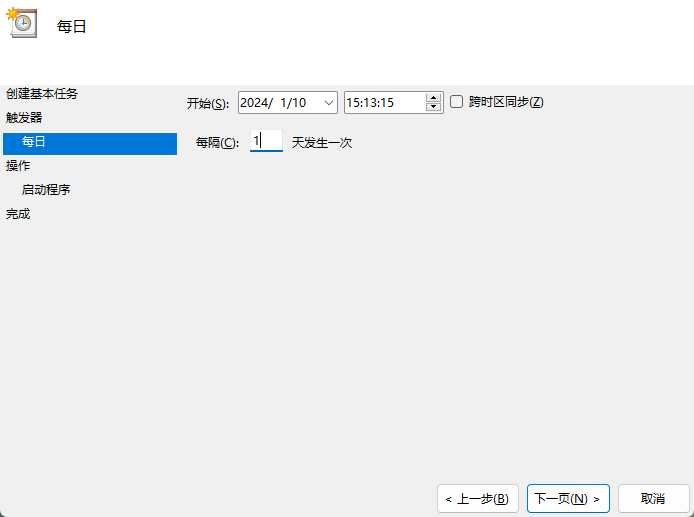 每日
创建基本任务
触发器
每日
操作
启动程序
完成
开始(S): 2024/ 1/10 15:13:15 跨时区同步(Z)
每隔(C): 1 天发生一次
< 上一步(B) 下一页(N) > 取消